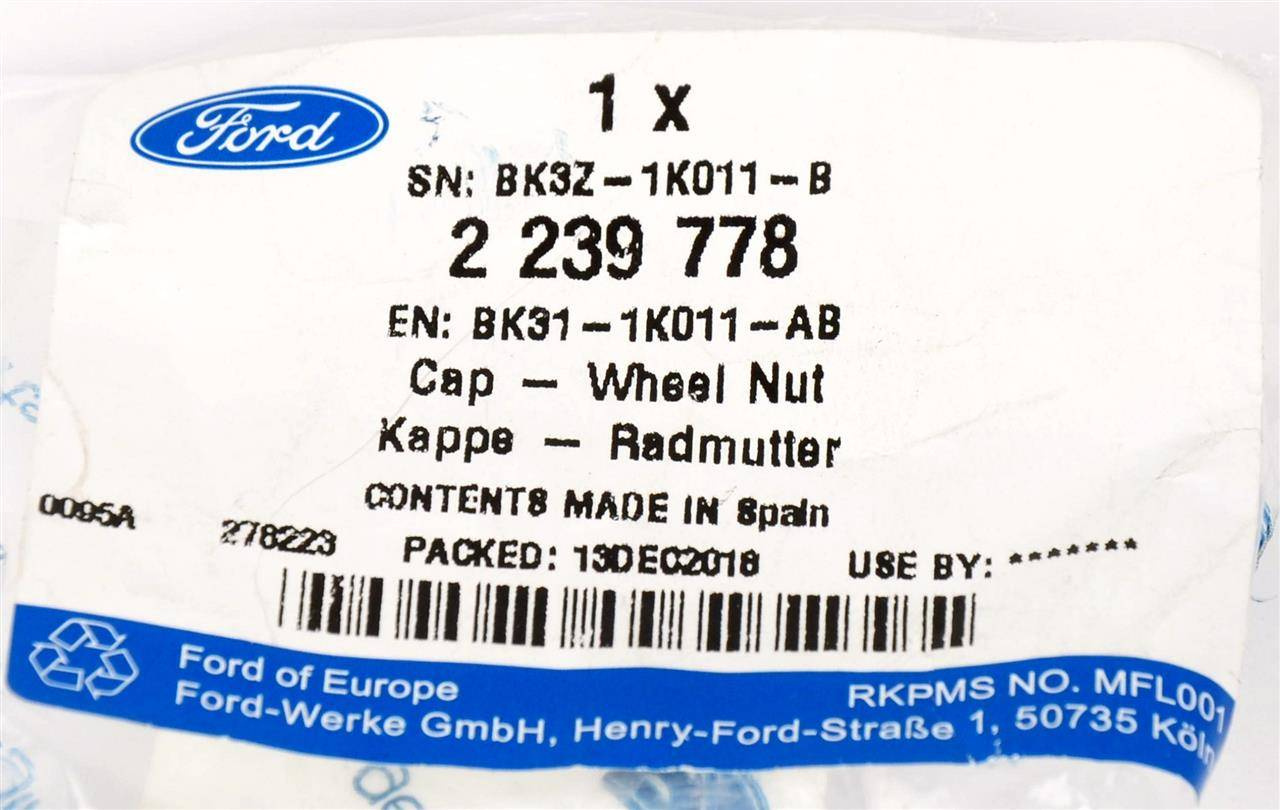 Ford
1 x
SN: BK3Z-1K011-B
2 239 778
EN: BK31-1K011-AB
Cap - Wheel Nut
Kappe - Radmutter
CONTENTS MADE IN Spain
0095A 278223 PACKED: 13DEC2018 USE BY: *******
Ford of Europe RKPMS NO. MFL001
Ford-Werke GmbH, Henry-Ford-Straße 1, 50735 Köln